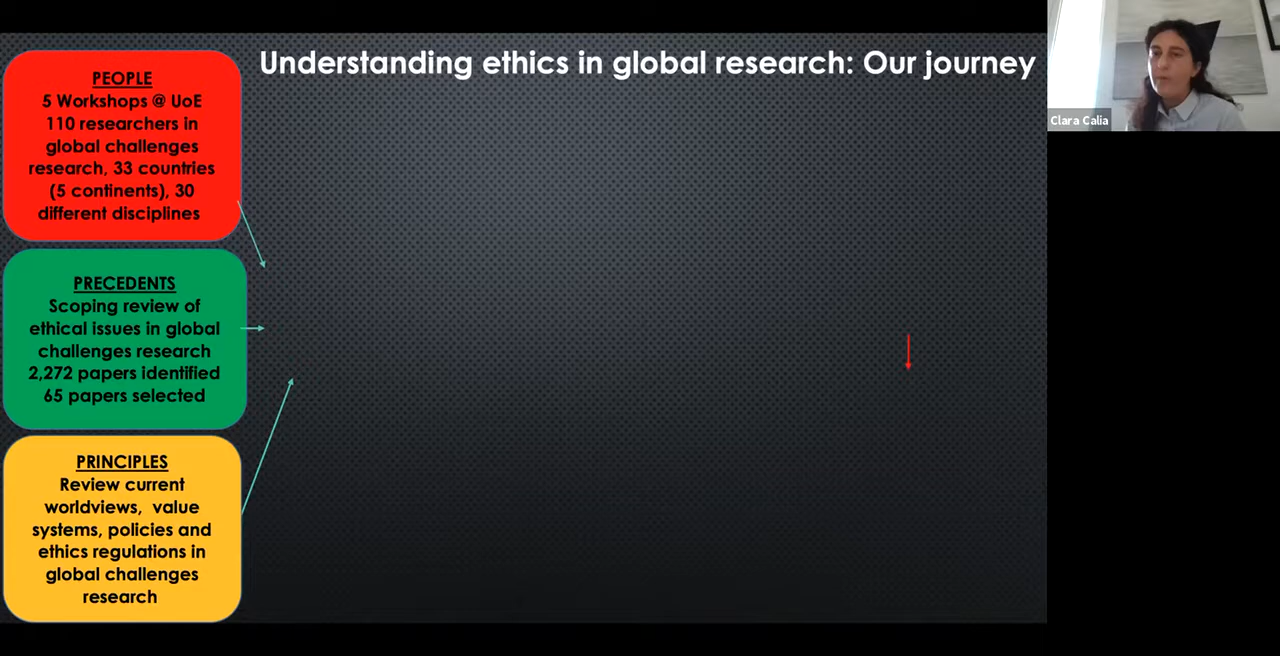 Understanding ethics in global research: Our journey
PEOPLE
5 Workshops @ UoE
110 researchers in
global challenges
research, 33 countries
(5 continents), 30
different disciplines
PRECEDENTS
Scoping review of
ethical issues in global
challenges research
2,272 papers identified
65 papers selected
PRINCIPLES
Review current
worldviews, value
systems, policies and
ethics regulations in
global challenges
research
Clara Calia